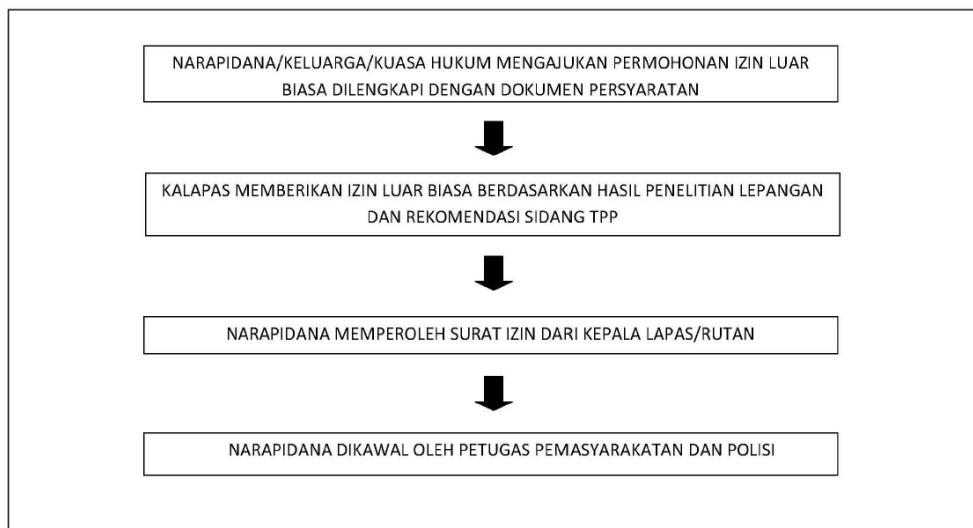 NARAPIDANA/KELUARGA/KUASA HUKUM MENGAJUKAN PERMOHONAN IZIN LUAR
BIASA DILENGKAPI DENGAN DOKUMEN PERSYARATAN
KALAPAS MEMBERIKAN IZIN LUAR BIASA BERDASARKAN HASIL PENELITIAN LEPANGAN
DAN REKOMENDASI SIDANG TPP
NARAPIDANA MEMPEROLEH SURAT IZIN DARI KEPALA LAPAS/RUTAN
NARAPIDANA DIKAWAL OLEH PETUGAS PEMASYARAKATAN DAN POLISI